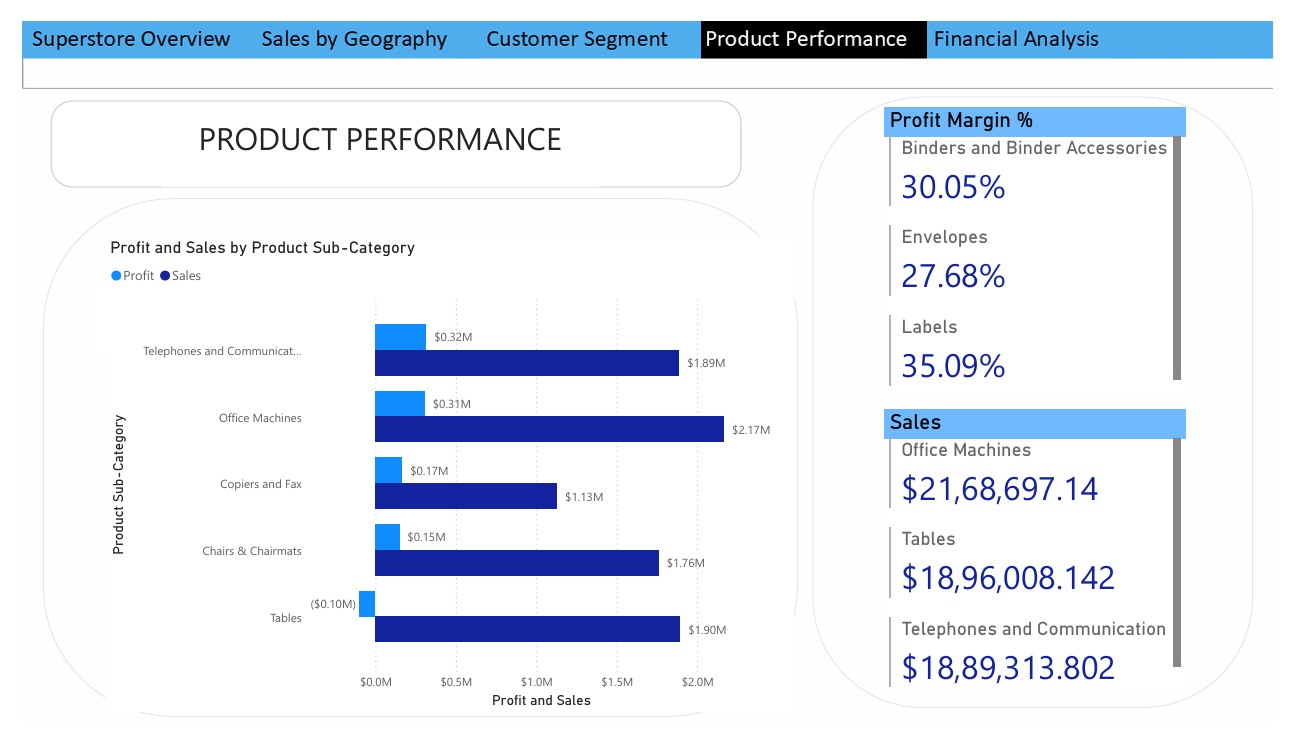 Superstore Overview Sales by Geography Customer Segment Product Performance Financial Analysis
PRODUCT PERFORMANCE
Profit and Sales by Product Sub-Category
Profit Sales
Product Sub-Category
Telephones and Communicat...
$0.32M
$1.89M
Office Machines
$0.31M
$2.17M
Copiers and Fax
$0.17M
$1.13M
Chairs & Chairmats
$0.15M
$1.76M
Tables
($0.10M)
$1.90M
$0.0M $0.5M $1.0M $1.5M $2.0M
Profit and Sales
Profit Margin %
Binders and Binder Accessories
30.05%
Envelopes
27.68%
Labels
35.09%
Sales
Office Machines
$21,68,697.14
Tables
$18,96,008.142
Telephones and Communication
$18,89,313.802